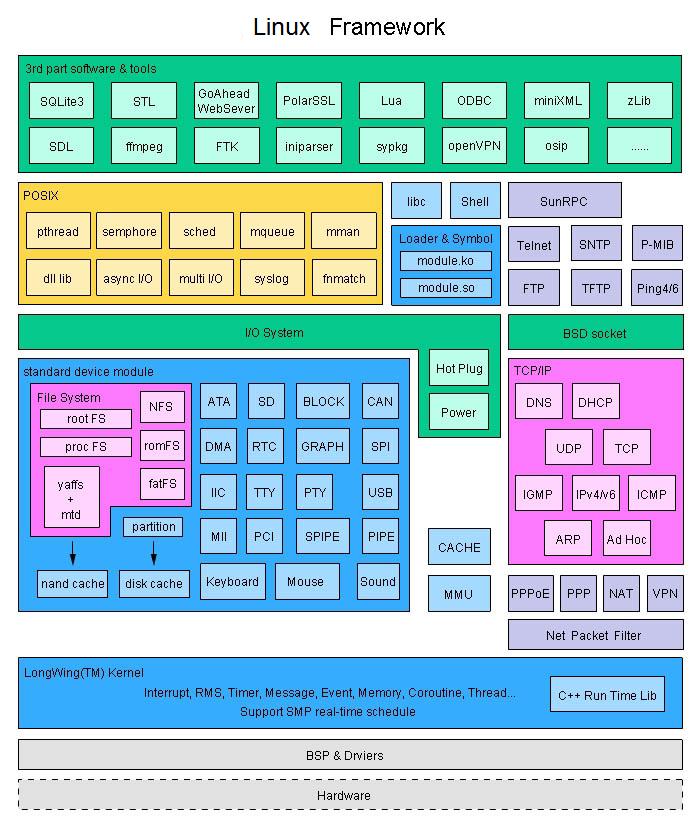 Linux Framework
3rd part software & tools
SQLite3
STL
GoAhead
WebSever
PolarSSL
Lua
ODBC
miniXML
zLib
SDL
ffmpeg
FTK
iniparser
sypkg
openVPN
osip
......
POSIX
pthread
semphore
sched
mqueue
mman
dll lib
async I/O
multi I/O
syslog
fnmatch
libc
Shell
Loader & Symbol
module.ko
module.so
SunRPC
Telnet
SNTP
P-MIB
FTP
TFTP
Ping4/6
I/O System
Hot Plug
Power
BSD socket
standard device module
File System
root FS
proc FS
yaffs
+
mtd
NFS
romFS
fatFS
partition
nand cache
disk cache
ATA
SD
BLOCK
CAN
DMA
RTC
GRAPH
SPI
IIC
TTY
PTY
USB
MII
PCI
SPIPE
PIPE
Keyboard
Mouse
Sound
CACHE
MMU
TCP/IP
DNS
DHCP
UDP
TCP
IGMP
IPv4/v6
ICMP
ARP
Ad Hoc
PPPoE
PPP
NAT
VPN
Net Packet Filter
LongWing(TM) Kernel
Interrupt, RMS, Timer, Message, Event, Memory, Coroutine, Thread...
Support SMP real-time schedule
C++ Run Time Lib
BSP & Drviers
Hardware